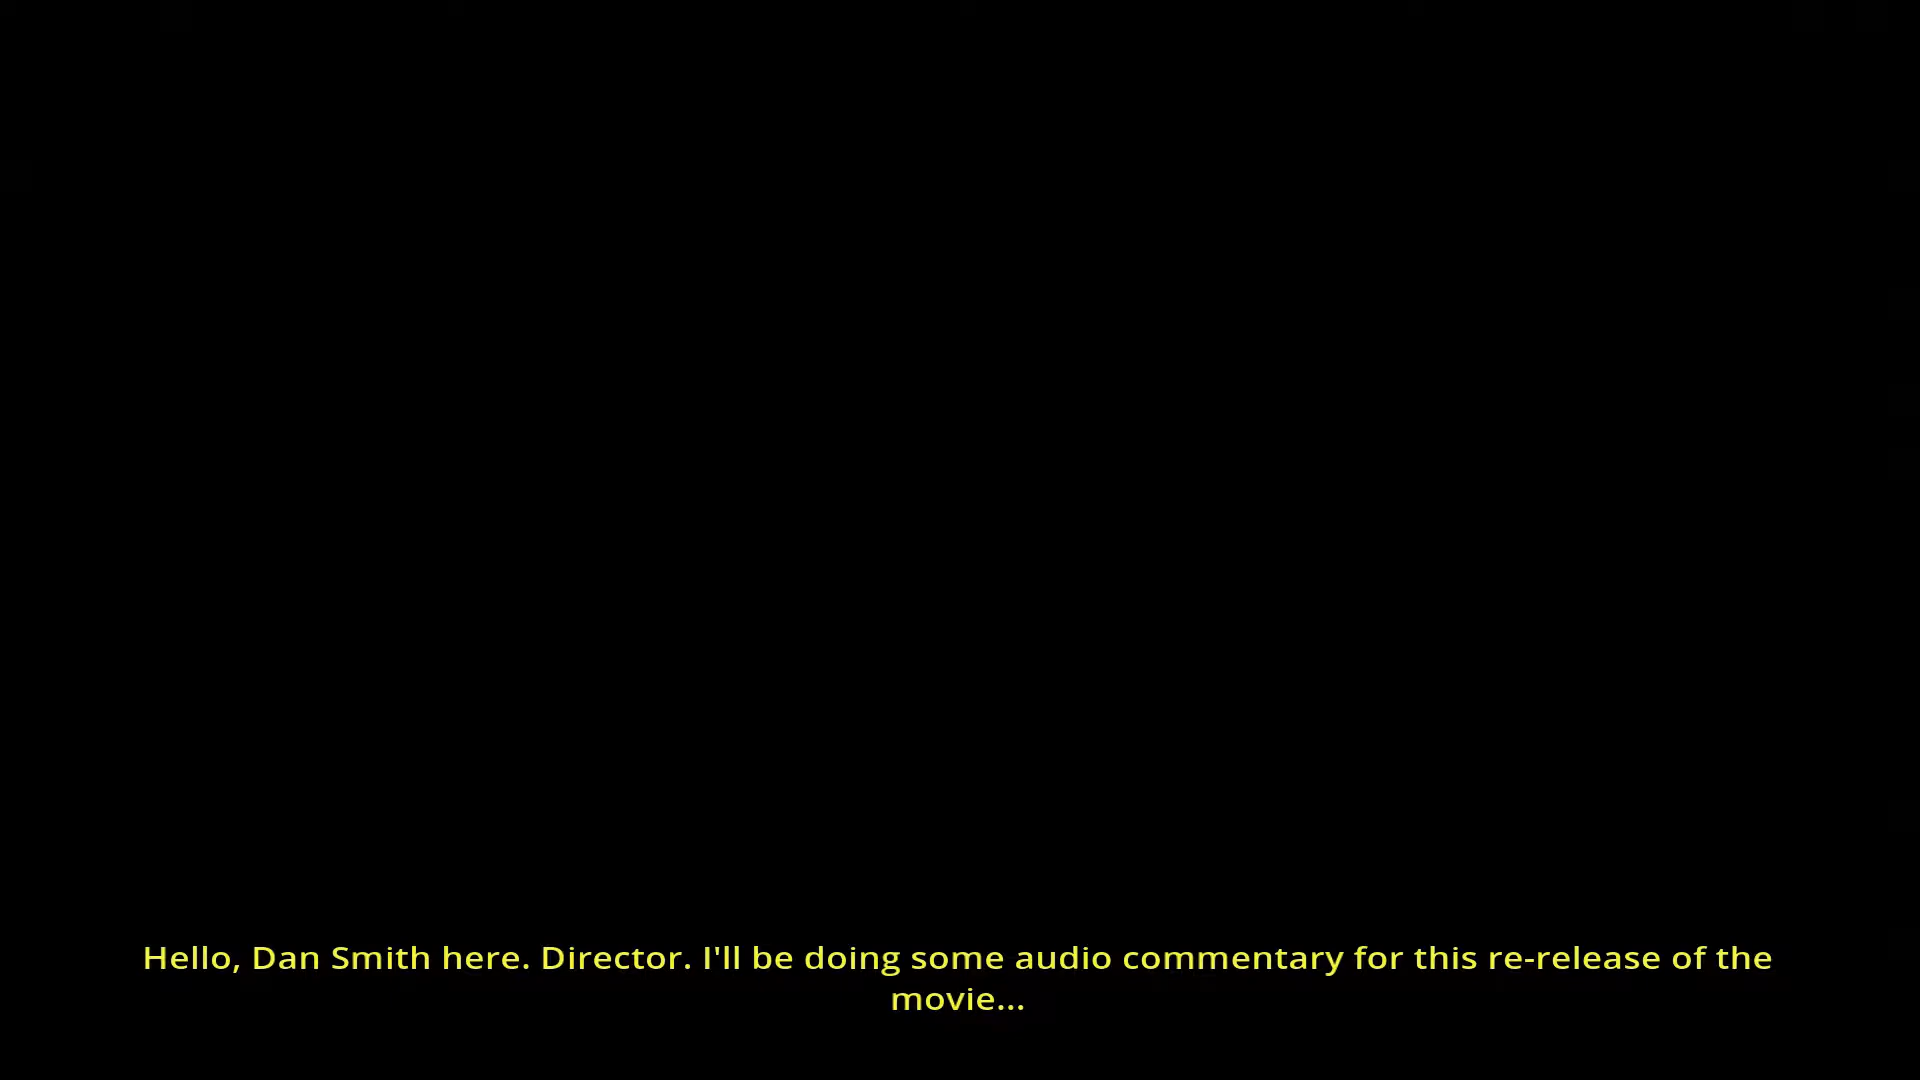 Hello, Dan Smith here. Director. I'll be doing some audio commentary for this re-release of the
movie...